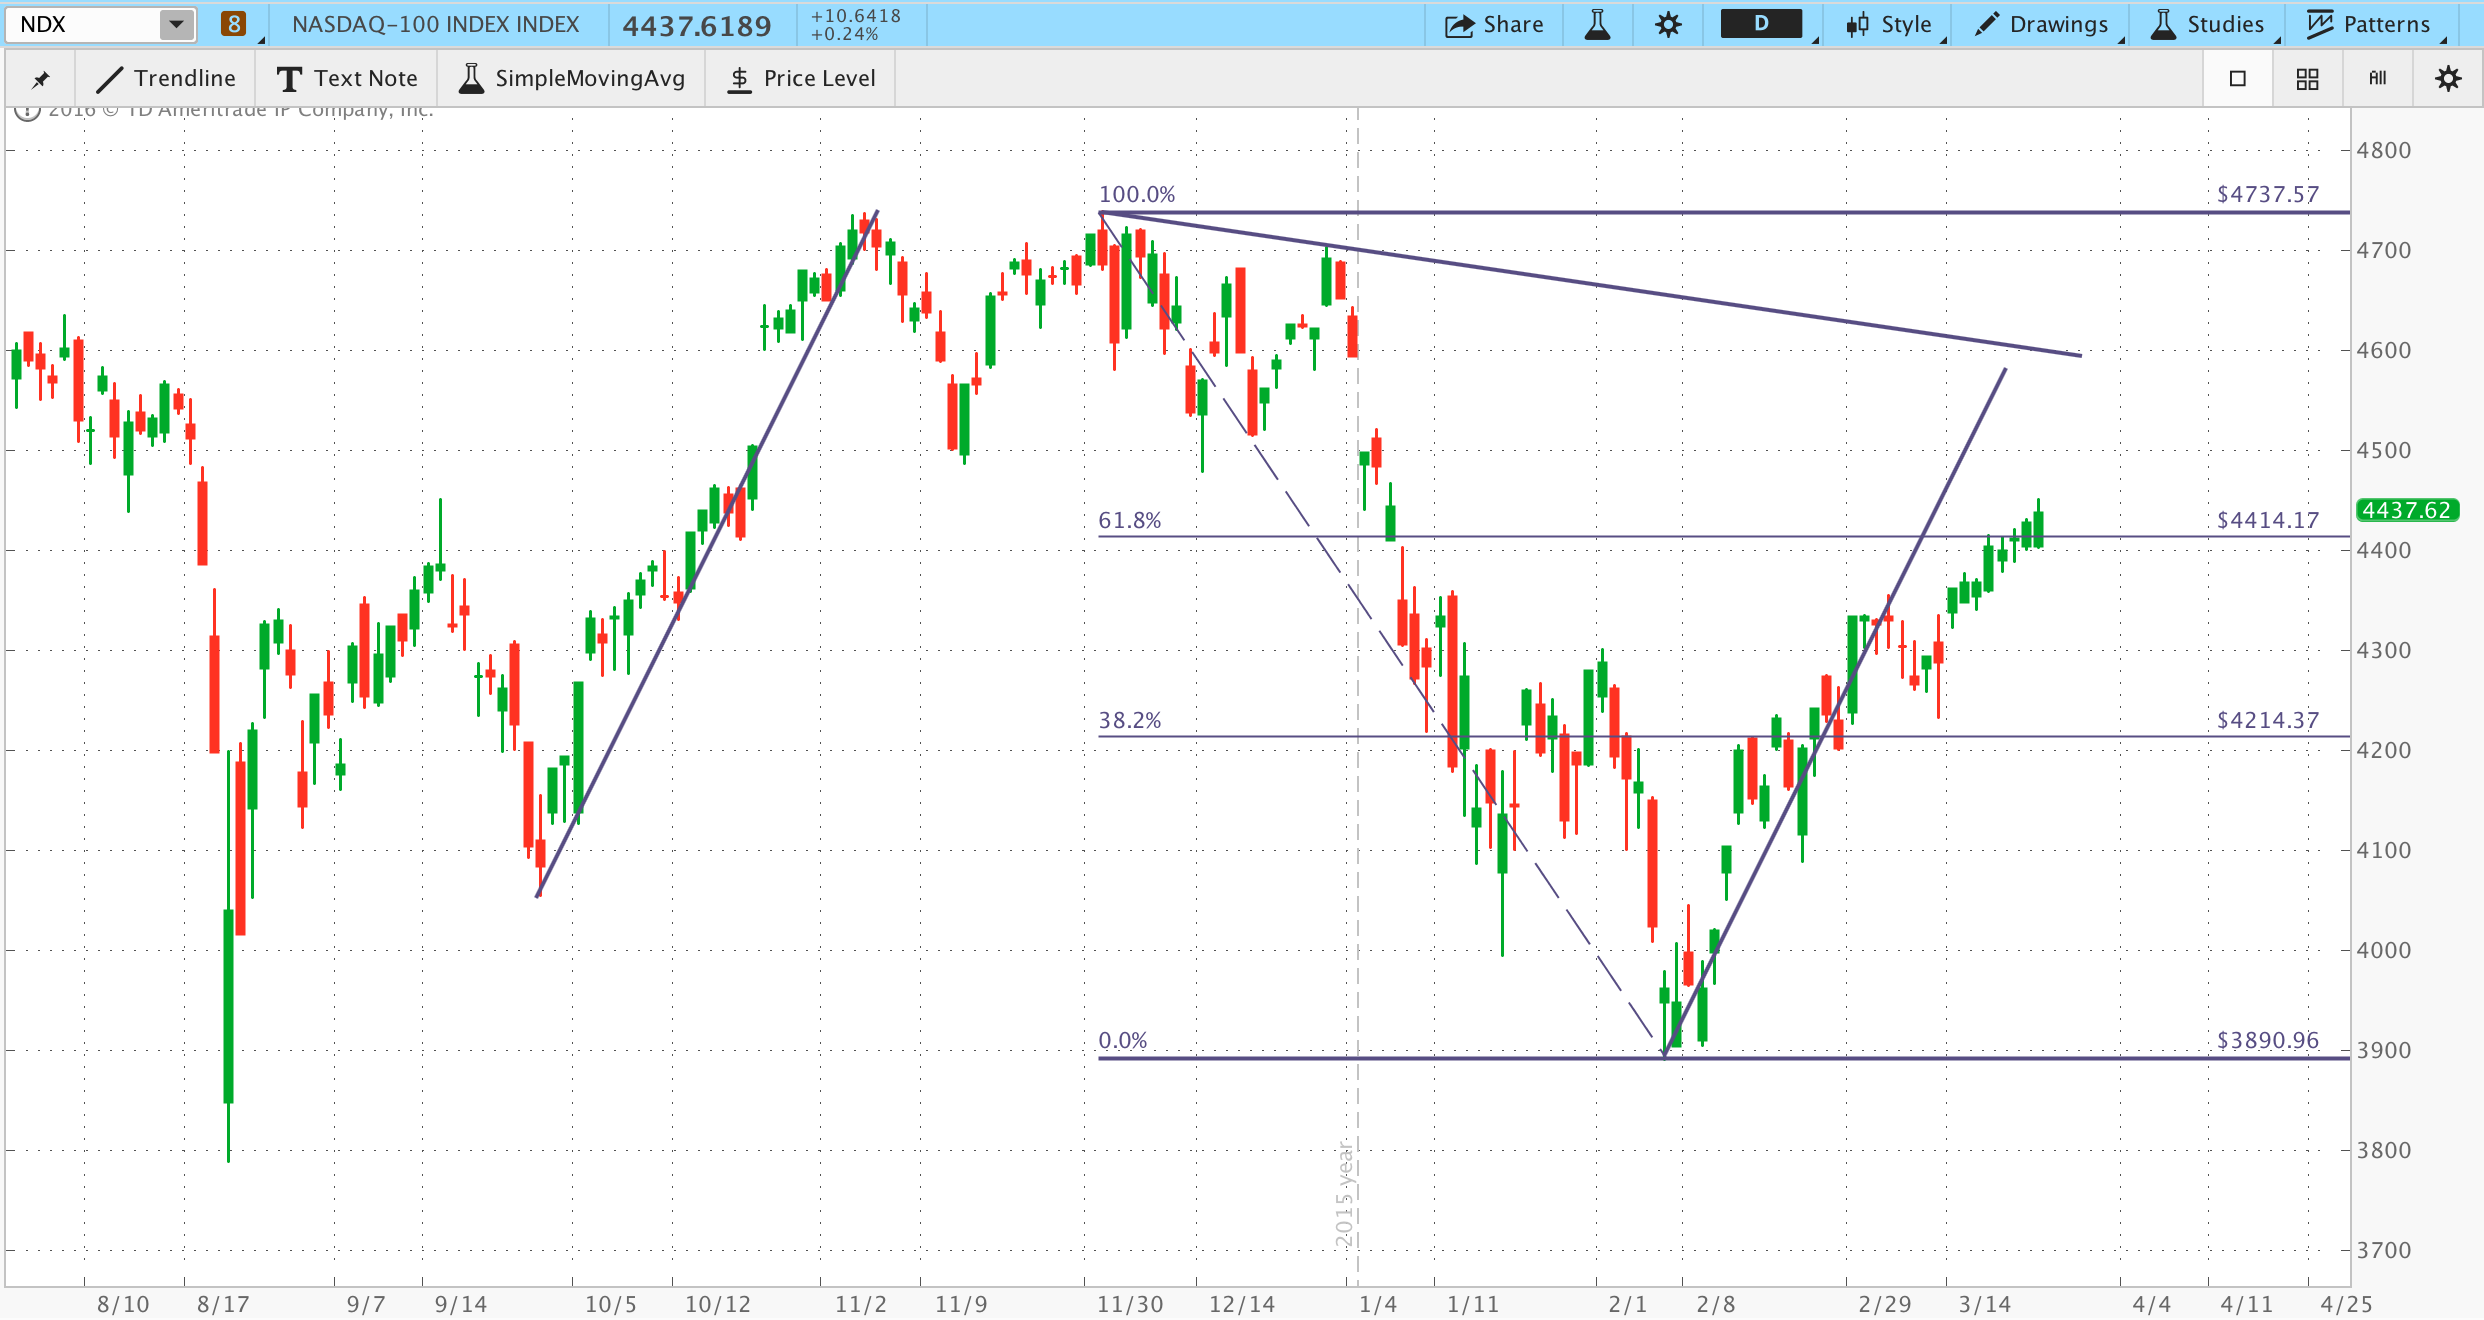 NDX 8 NASDAQ-100 INDEX INDEX 4437.6189 +10.6418 Share D Style Drawings Studies Patterns
+0.24%
Trendline T Text Note SimpleMovingAvg $ Price Level All
2016 © TD Ameritrade IP Company, Inc.
4800
100.0% $4737.57
4700
4600
4500
61.8% $4414.17 4437.62
4400
4300
38.2% $4214.37
4200
4100
4000
0.0% $3890.96
3900
3800
2015 year
3700
8/10 8/17 9/7 9/14 10/5 10/12 11/2 11/9 11/30 12/14 1/4 1/11 2/1 2/8 2/29 3/14 4/4 4/11 4/25